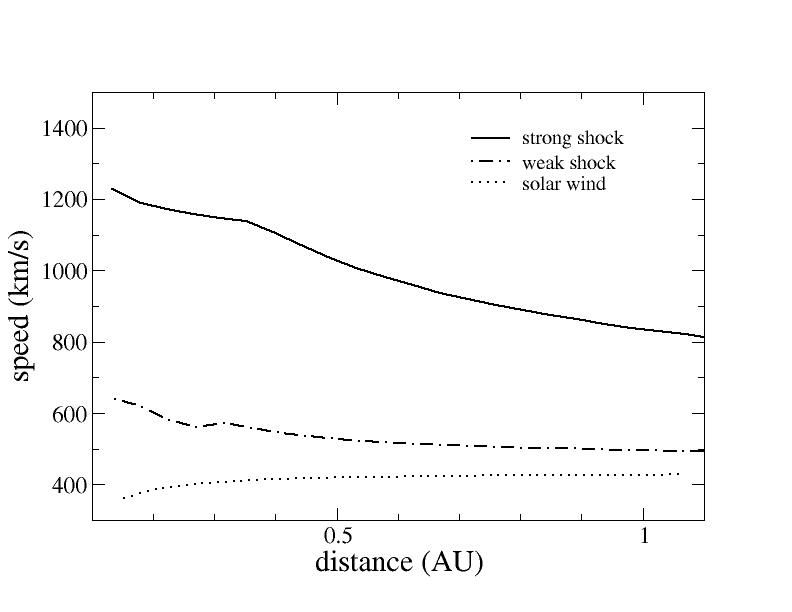 1400
1200
1000
800
600
400
speed (km/s)
strong shock
weak shock
solar wind
0.5
1
distance (AU)